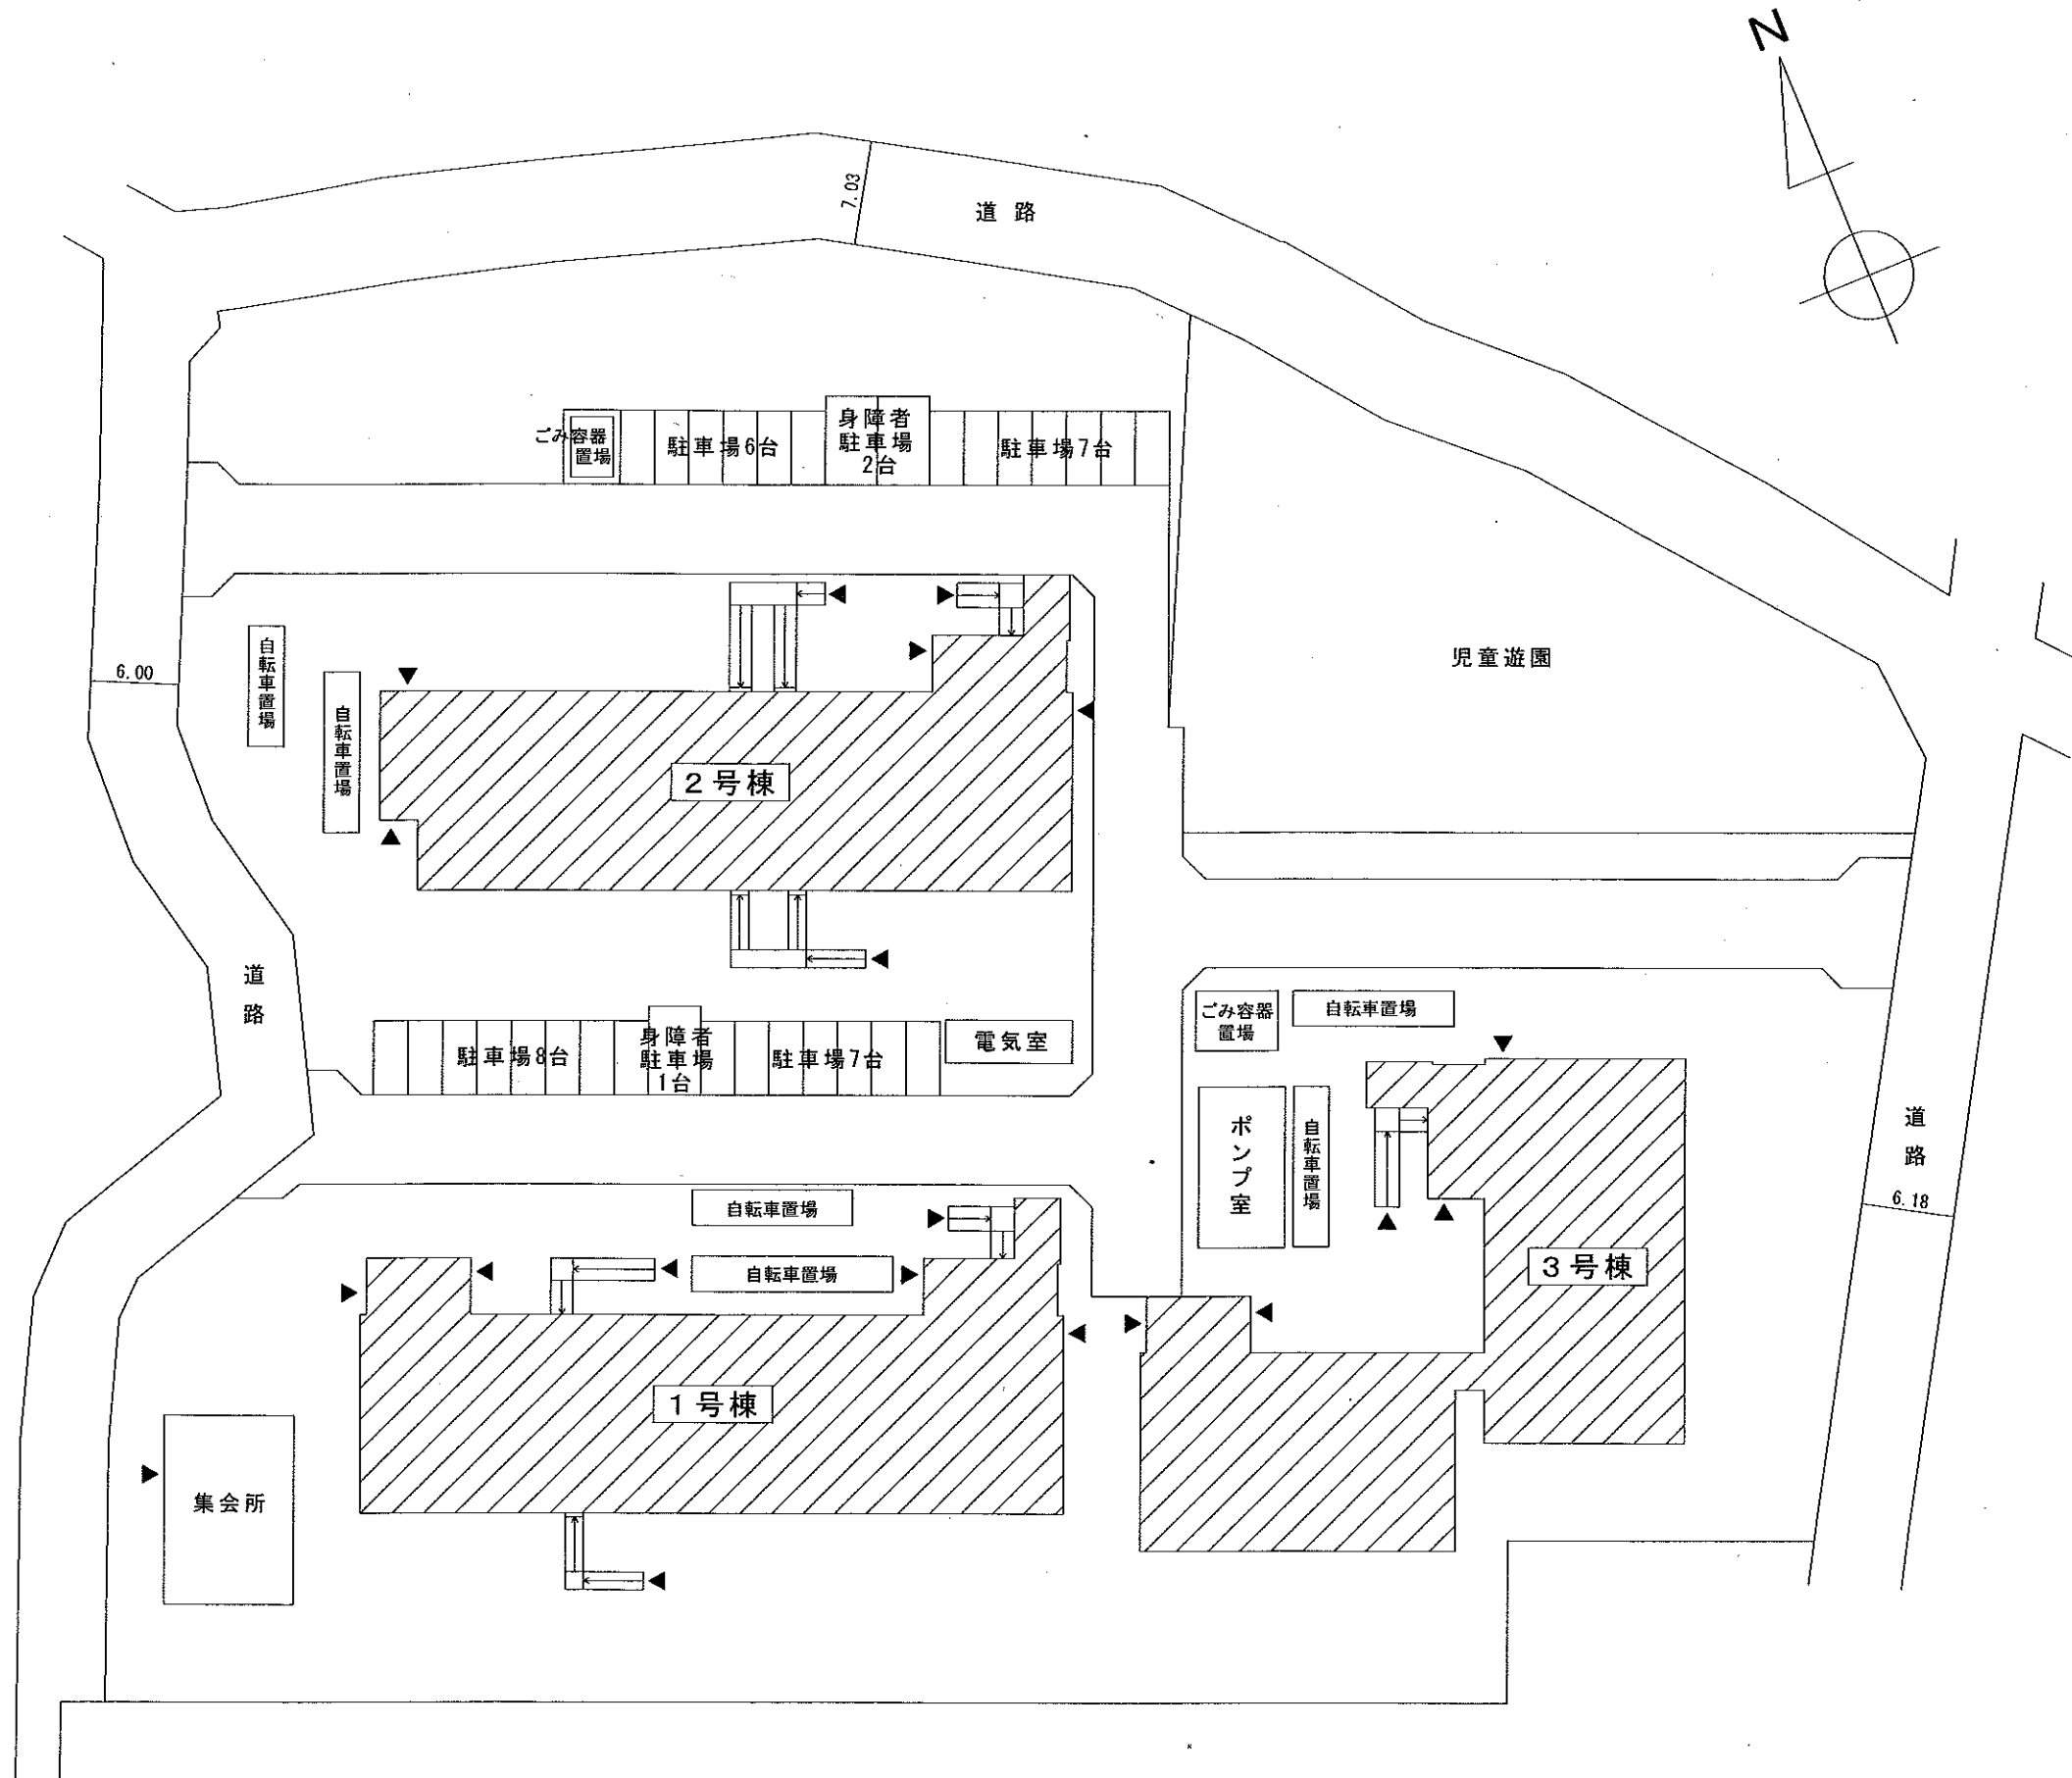 N
7.03
道路
ごみ容器
置場
駐車場6台
身障者
駐車場
2台
駐車場7台
自転車置場
6.00
自転車置場
2号棟
児童遊園
道路
駐車場8台
身障者
駐車場
1台
駐車場7台
電気室
ごみ容器
置場
自転車置場
ポンプ室
自転車置場
道路
6.18
自転車置場
自転車置場
3号棟
1号棟
集会所